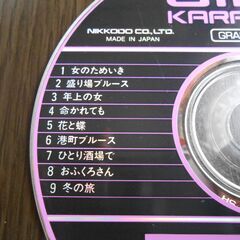 KARA
NIKKODO CO.,LTD.
MADE IN JAPAN
GRA
1 女のためいき
2 盛り場ブルース
3 年上の女
4 命かれても
5 花と蝶
6 港町ブルース
7 ひとり酒場で
8 おふくろさん
9 冬の旅